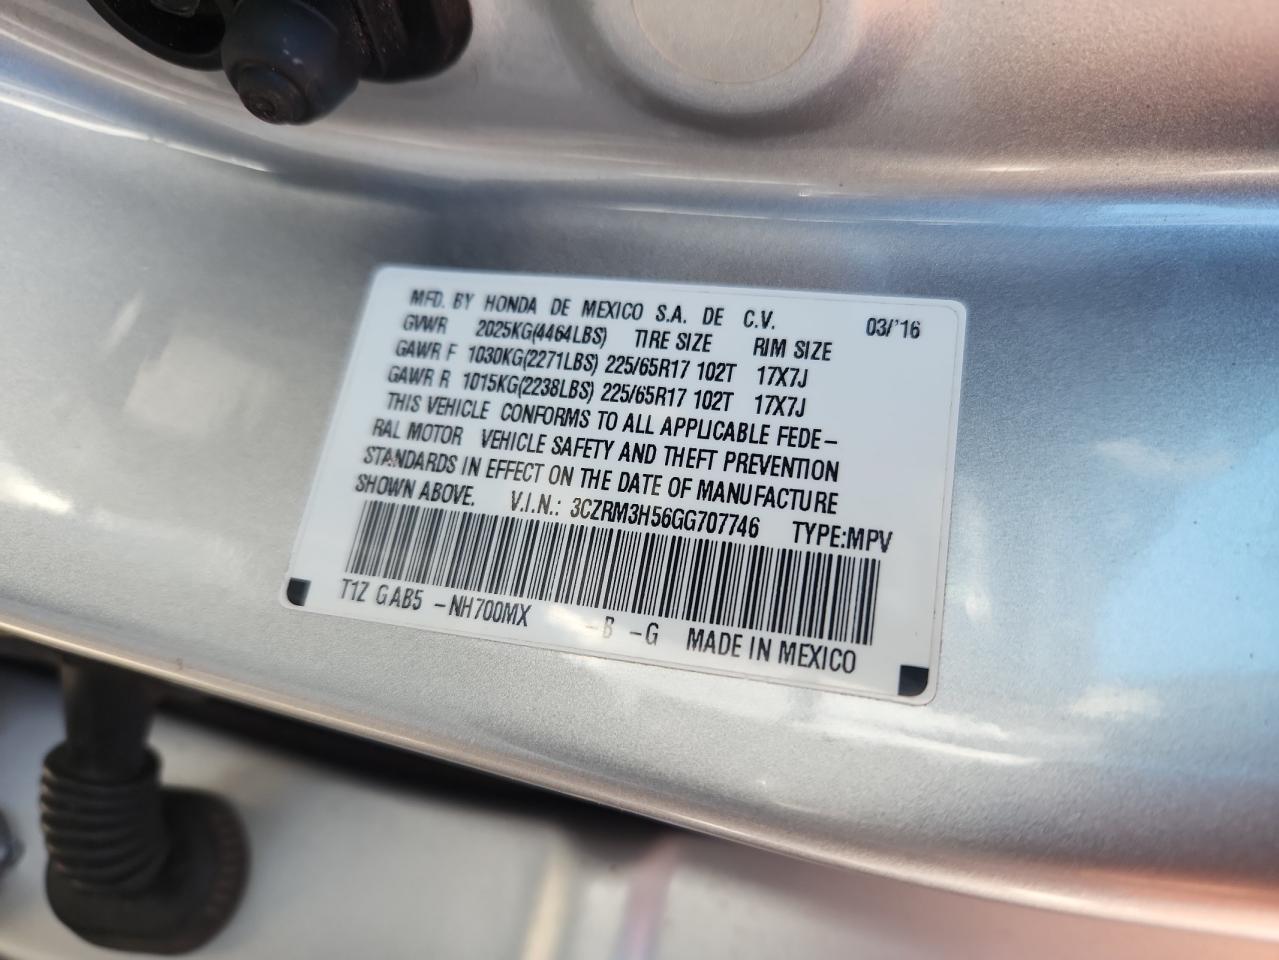 MFD. BY HONDA DE MEXICO S.A. DE C.V. 03/'16
GVWR 2025KG(4464LBS) TIRE SIZE RIM SIZE
GAWR F 1030KG(2271LBS) 225/65R17 102T 17X7J
GAWR R 1015KG(2238LBS) 225/65R17 102T 17X7J
THIS VEHICLE CONFORMS TO ALL APPLICABLE FEDE-
RAL MOTOR VEHICLE SAFETY AND THEFT PREVENTION
STANDARDS IN EFFECT ON THE DATE OF MANUFACTURE
SHOWN ABOVE. V.I.N.: 3CZRM3H56GG707746 TYPE:MPV
T1Z GAB5 -NH700MX -B -G MADE IN MEXICO